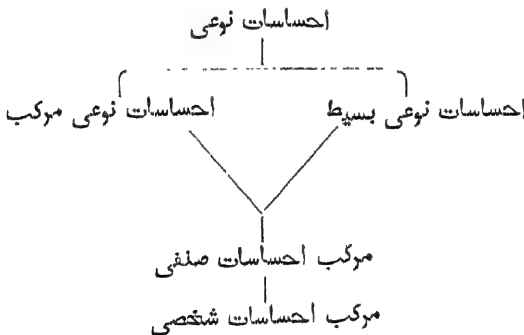 احساسات نوعی
احساسات نوعی بسیط
احساسات نوعی مرکب
مرکب احساسات صنفی
مرکب احساسات شخصی